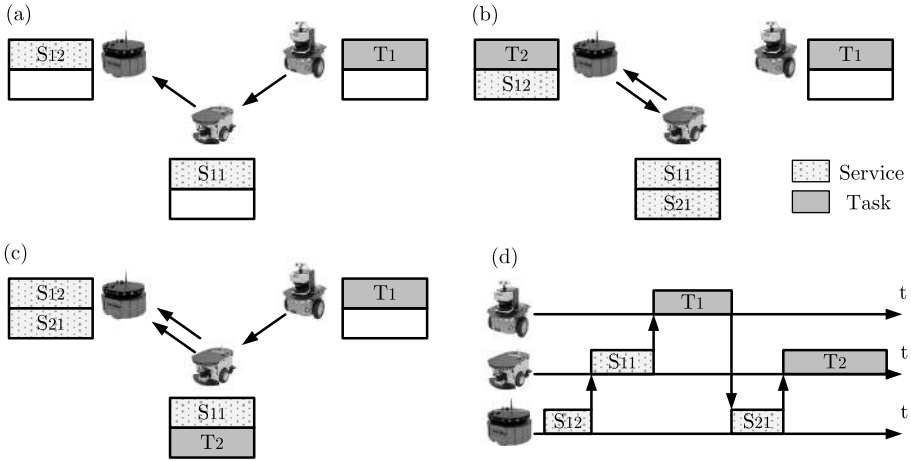 (a)
S12
T1
S11
(b)
T2
S12
T1
S11
S21
Service
Task
(c)
S12
S21
T1
S11
T2
(d)
T1
t
S11
T2
t
S12
S21
t